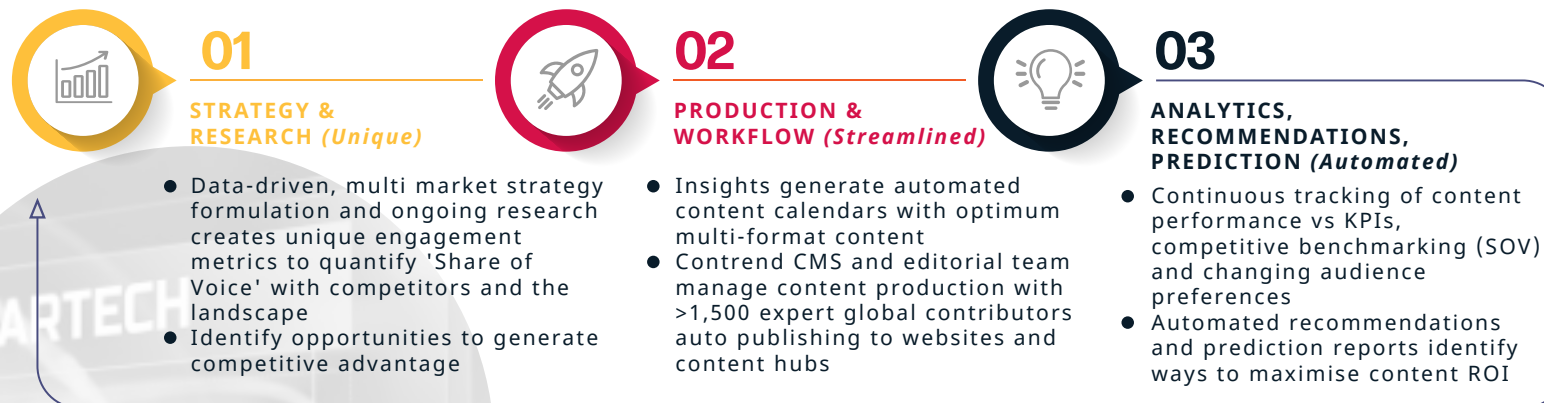 01
STRATEGY &
RESEARCH (Unique)
Data-driven, multi market strategy
formulation and ongoing research
creates unique engagement
metrics to quantify 'Share of
Voice' with competitors and the
landscape
Identify opportunities to generate
competitive advantage
02
PRODUCTION &
WORKFLOW (Streamlined)
Insights generate automated
content calendars with optimum
multi-format content
Contrend CMS and editorial team
manage content production with
>1,500 expert global contributors
auto publishing to websites and
content hubs
03
ANALYTICS,
RECOMMENDATIONS,
PREDICTION (Automated)
Continuous tracking of content
performance vs KPIs,
competitive benchmarking (SOV)
and changing audience
preferences
Automated recommendations
and prediction reports identify
ways to maximise content ROI
ARTECH